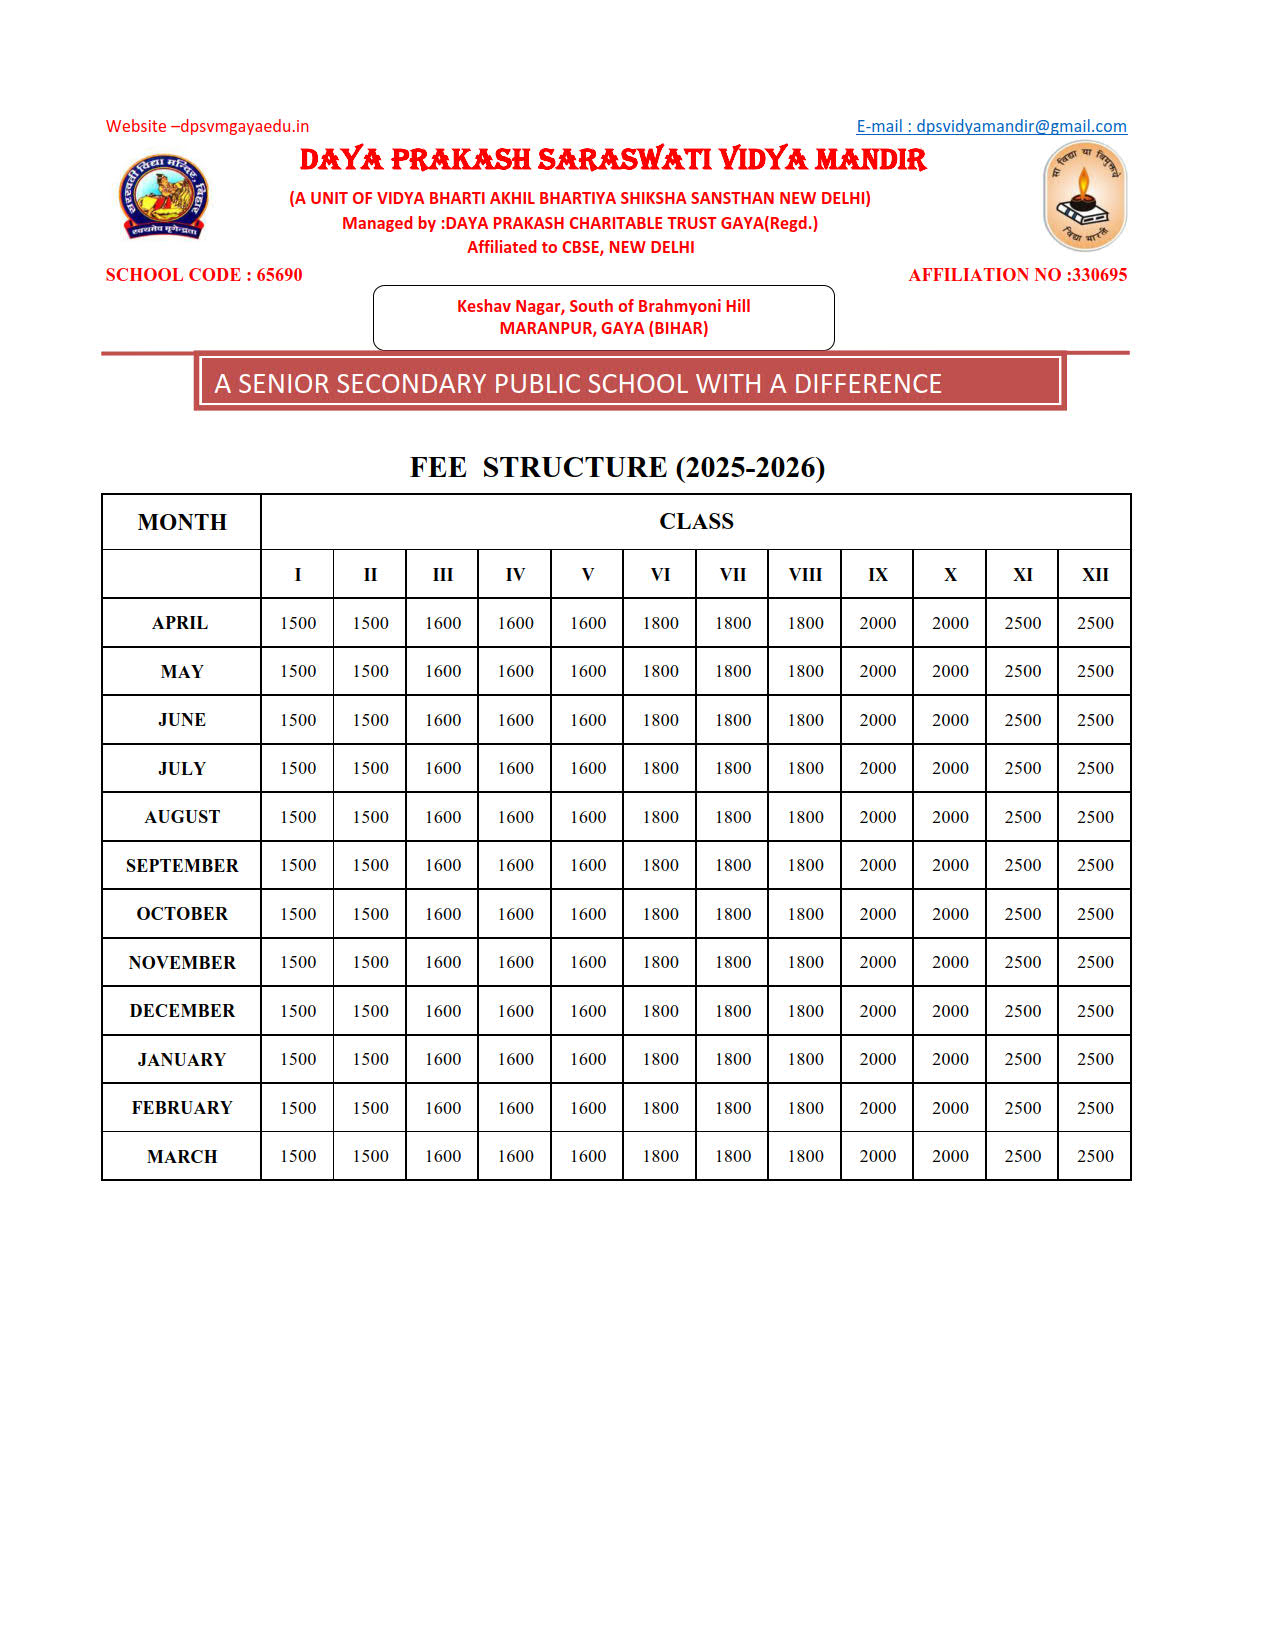 Website –dpsvmgayaedu.in E-mail : dpsvidyamandir@gmail.com
DAYA PRAKASH SARASWATI VIDYA MANDIR
सरस्वती विद्या मन्दिर, बिहार
स्वयमेव मृगेन्द्रता
सा विद्या या विमुक्तये
विद्या भारती
(A UNIT OF VIDYA BHARTI AKHIL BHARTIYA SHIKSHA SANSTHAN NEW DELHI)
Managed by :DAYA PRAKASH CHARITABLE TRUST GAYA(Regd.)
Affiliated to CBSE, NEW DELHI
SCHOOL CODE : 65690 AFFILIATION NO :330695
Keshav Nagar, South of Brahmyoni Hill
MARANPUR, GAYA (BIHAR)
A SENIOR SECONDARY PUBLIC SCHOOL WITH A DIFFERENCE
FEE STRUCTURE (2025-2026)
MONTH CLASS
I II III IV V VI VII VIII IX X XI XII
APRIL 1500 1500 1600 1600 1600 1800 1800 1800 2000 2000 2500 2500
MAY 1500 1500 1600 1600 1600 1800 1800 1800 2000 2000 2500 2500
JUNE 1500 1500 1600 1600 1600 1800 1800 1800 2000 2000 2500 2500
JULY 1500 1500 1600 1600 1600 1800 1800 1800 2000 2000 2500 2500
AUGUST 1500 1500 1600 1600 1600 1800 1800 1800 2000 2000 2500 2500
SEPTEMBER 1500 1500 1600 1600 1600 1800 1800 1800 2000 2000 2500 2500
OCTOBER 1500 1500 1600 1600 1600 1800 1800 1800 2000 2000 2500 2500
NOVEMBER 1500 1500 1600 1600 1600 1800 1800 1800 2000 2000 2500 2500
DECEMBER 1500 1500 1600 1600 1600 1800 1800 1800 2000 2000 2500 2500
JANUARY 1500 1500 1600 1600 1600 1800 1800 1800 2000 2000 2500 2500
FEBRUARY 1500 1500 1600 1600 1600 1800 1800 1800 2000 2000 2500 2500
MARCH 1500 1500 1600 1600 1600 1800 1800 1800 2000 2000 2500 2500